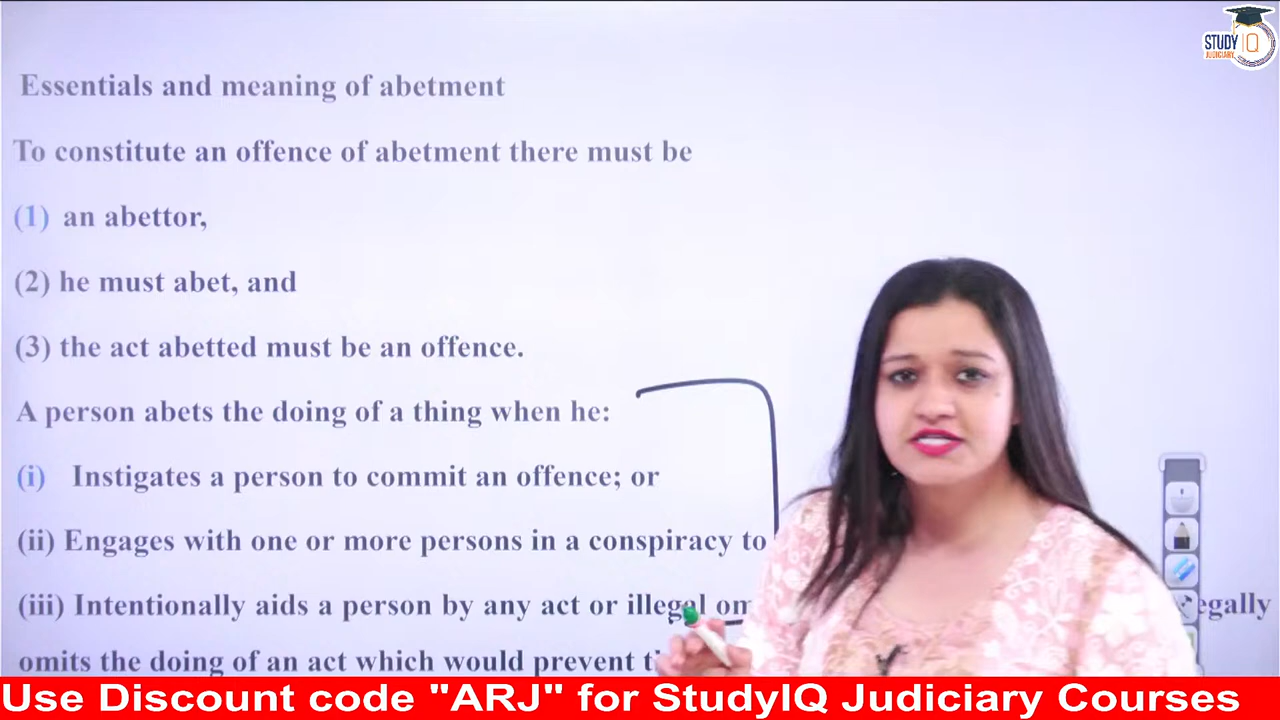 STUDY IQ
JUDICIARY
Essentials and meaning of abetment
To constitute an offence of abetment there must be
(1) an abettor,
(2) he must abet, and
(3) the act abetted must be an offence.
A person abets the doing of a thing when he:
(i) Instigates a person to commit an offence; or
(ii) Engages with one or more persons in a conspiracy to
(iii) Intentionally aids a person by any act or illegal
omits the doing of an act which would prevent
Use Discount code "ARJ" for StudyIQ Judiciary Courses